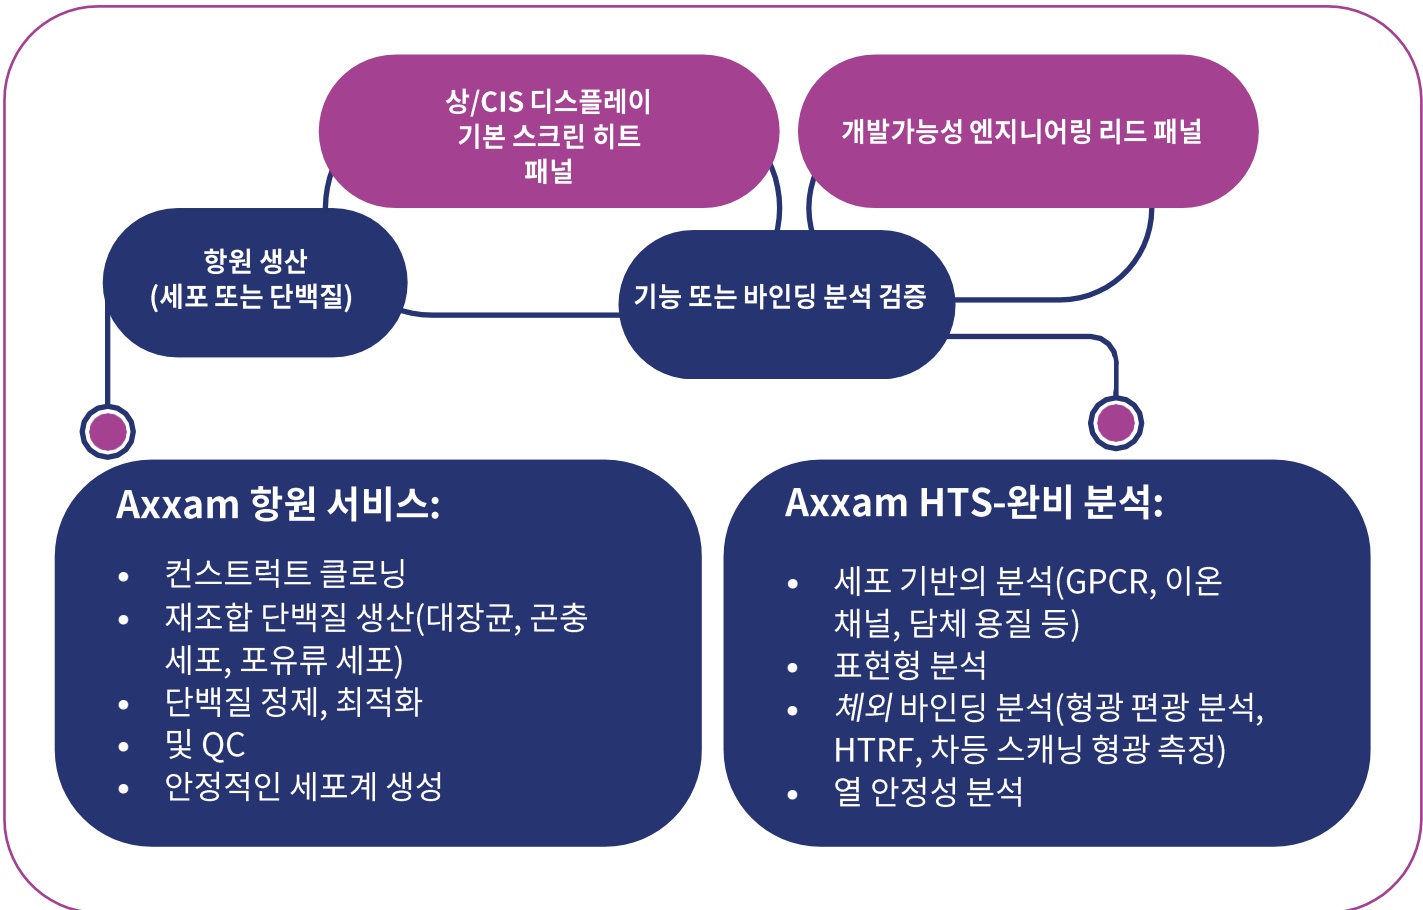 상/CIS 디스플레이
기본 스크린 히트
패널
개발가능성 엔지니어링 리드 패널
항원 생산
(세포 또는 단백질)
기능 또는 바인딩 분석 검증
Axxam 항원 서비스:
• 컨스트럭트 클로닝
• 재조합 단백질 생산(대장균, 곤충
세포, 포유류 세포)
• 단백질 정제, 최적화
• 및 QC
• 안정적인 세포계 생성
Axxam HTS-완비 분석:
• 세포 기반의 분석(GPCR, 이온
채널, 담체 용질 등)
• 표현형 분석
• 체외 바인딩 분석(형광 편광 분석,
HTRF, 차등 스캐닝 형광 측정)
• 열 안정성 분석